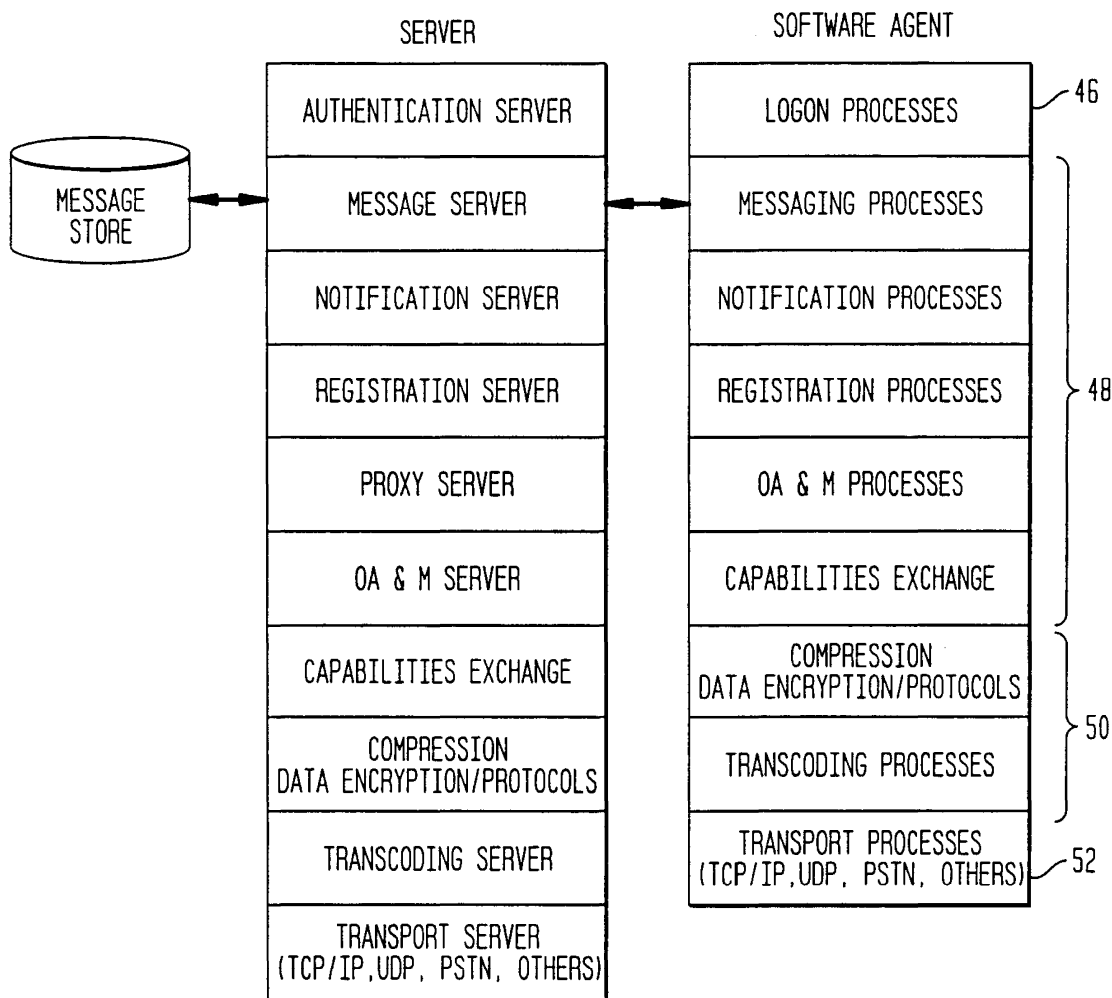 SERVER
SOFTWARE AGENT
AUTHENTICATION SERVER
LOGON PROCESSES
46
MESSAGE
STORE
MESSAGE SERVER
MESSAGING PROCESSES
NOTIFICATION SERVER
NOTIFICATION PROCESSES
REGISTRATION SERVER
REGISTRATION PROCESSES
48
PROXY SERVER
OA & M PROCESSES
OA & M SERVER
CAPABILITIES EXCHANGE
CAPABILITIES EXCHANGE
COMPRESSION
DATA ENCRYPTION/PROTOCOLS
50
COMPRESSION
DATA ENCRYPTION/PROTOCOLS
TRANSCODING PROCESSES
TRANSCODING SERVER
TRANSPORT PROCESSES
(TCP/IP,UDP, PSTN, OTHERS)
52
TRANSPORT SERVER
(TCP/IP,UDP, PSTN, OTHERS)